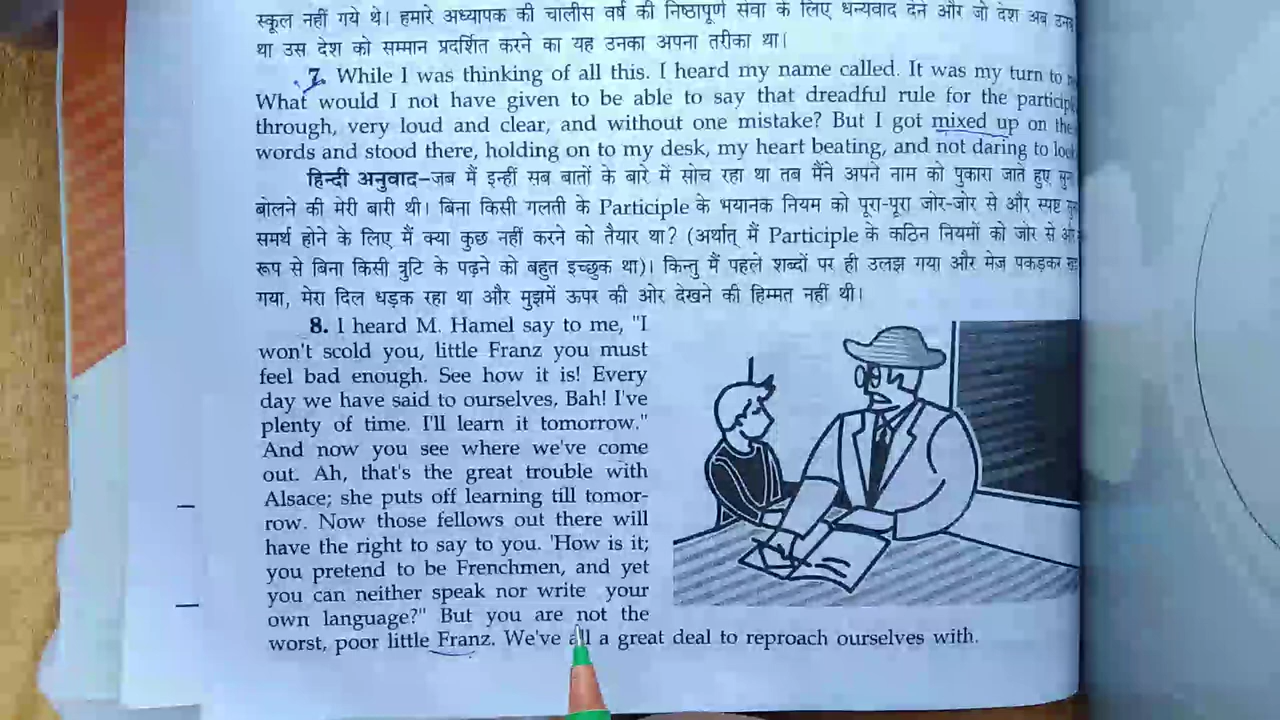 स्कूल नहीं गये थे। हमारे अध्यापक की चालीस वर्ष की निष्ठापूर्ण सेवा के लिए धन्यवाद देने और जो देश अब
था उस देश को सम्मान प्रदर्शित करने का यह उनका अपना तरीका था।
7. While I was thinking of all this. I heard my name called. It was my turn to
What would I not have given to be able to say that dreadful rule for the
through, very loud and clear, and without one mistake? But I got mixed up on the
words and stood there, holding on to my desk, my heart beating, and not daring to
हिन्दी अनुवाद–जब मैं इन्हीं सब बातों के बारे में सोच रहा था तब मैंने अपने नाम को पुकारा जाते हुए
बोलने की मेरी बारी थी। बिना किसी गलती के Participle के भयानक नियम को पूरा-पूरा जोर-जोर से और स्पष्ट
समर्थ होने के लिए मैं क्या कुछ नहीं करने को तैयार था? (अर्थात् मैं Participle के कठिन नियमों को जोर से
रूप से बिना किसी त्रुटि के पढ़ने को बहुत इच्छुक था)। किन्तु मैं पहले शब्दों पर ही उलझ गया और मेज पकड़कर
गया, मेरा दिल धड़क रहा था और मुझमें ऊपर की ओर देखने की हिम्मत नहीं थी।
8. I heard M. Hamel say to me, "I
won't scold you, little Franz you must
feel bad enough. See how it is! Every
day we have said to ourselves, Bah! I've
plenty of time. I'll learn it tomorrow."
And now you see where we've come
out. Ah, that's the great trouble with
Alsace; she puts off learning till tomor-
row. Now those fellows out there will
have the right to say to you. 'How is it;
you pretend to be Frenchmen, and yet
you can neither speak nor write your
own language?" But you are not the
worst, poor little Franz. We've all a great deal to reproach ourselves with.